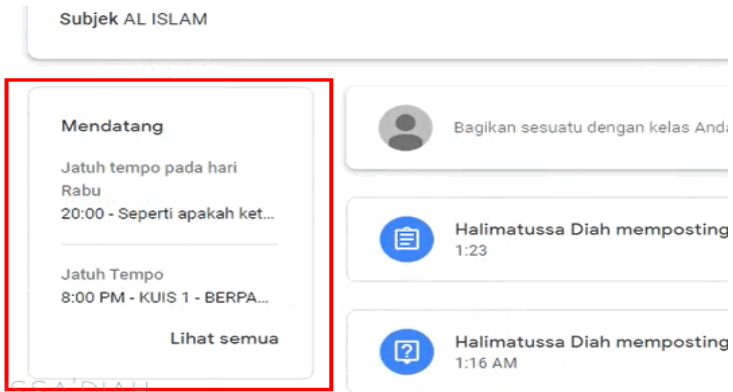 Subjek AL ISLAM
Mendatang
Jatuh tempo pada hari
Rabu
20:00 - Seperti apakah ket...
Jatuh Tempo
8:00 PM - KUIS 1 - BERPA...
Lihat semua
Bagikan sesuatu dengan kelas Anda
Halimatussa Diah memposting
1:23
Halimatussa Diah memposting
1:16 AM